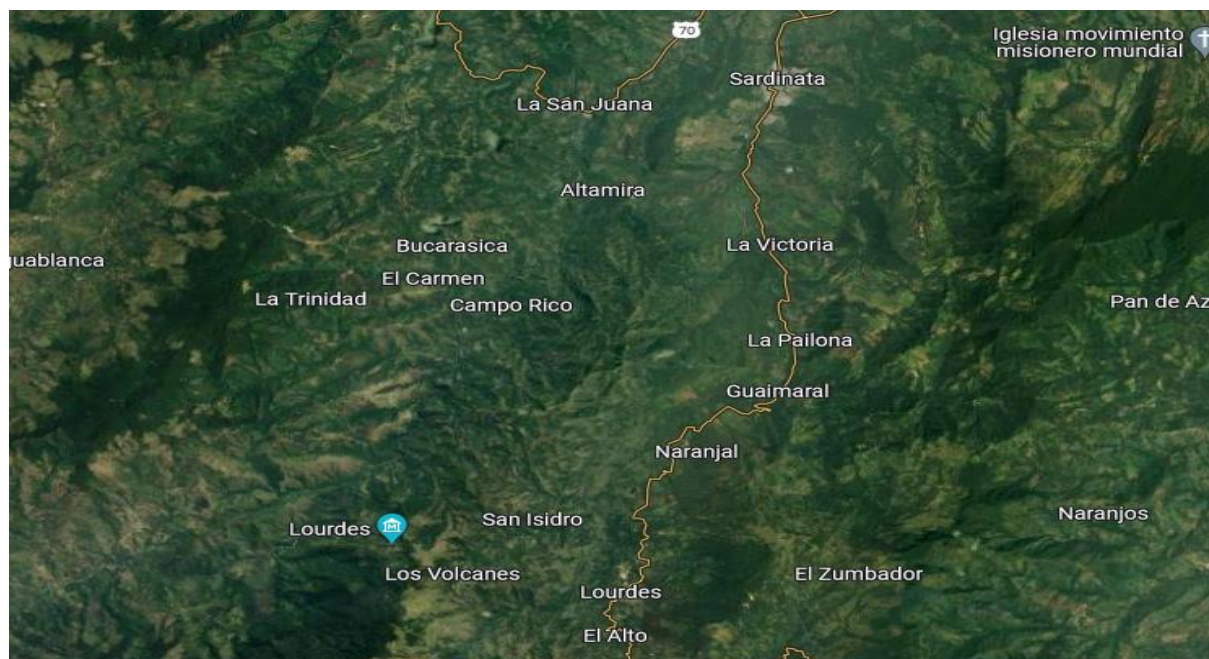 70
Iglesia movimiento
misionero mundial
Sardinata
La San Juana
Altamira
Bucarasica
La Victoria
guablanca
El Carmen
La Trinidad
Campo Rico
Pan de Az
La Pailona
Guaimaral
Naranjal
Lourdes
M
San Isidro
Naranjos
Los Volcanes
El Zumbador
Lourdes
El Alto